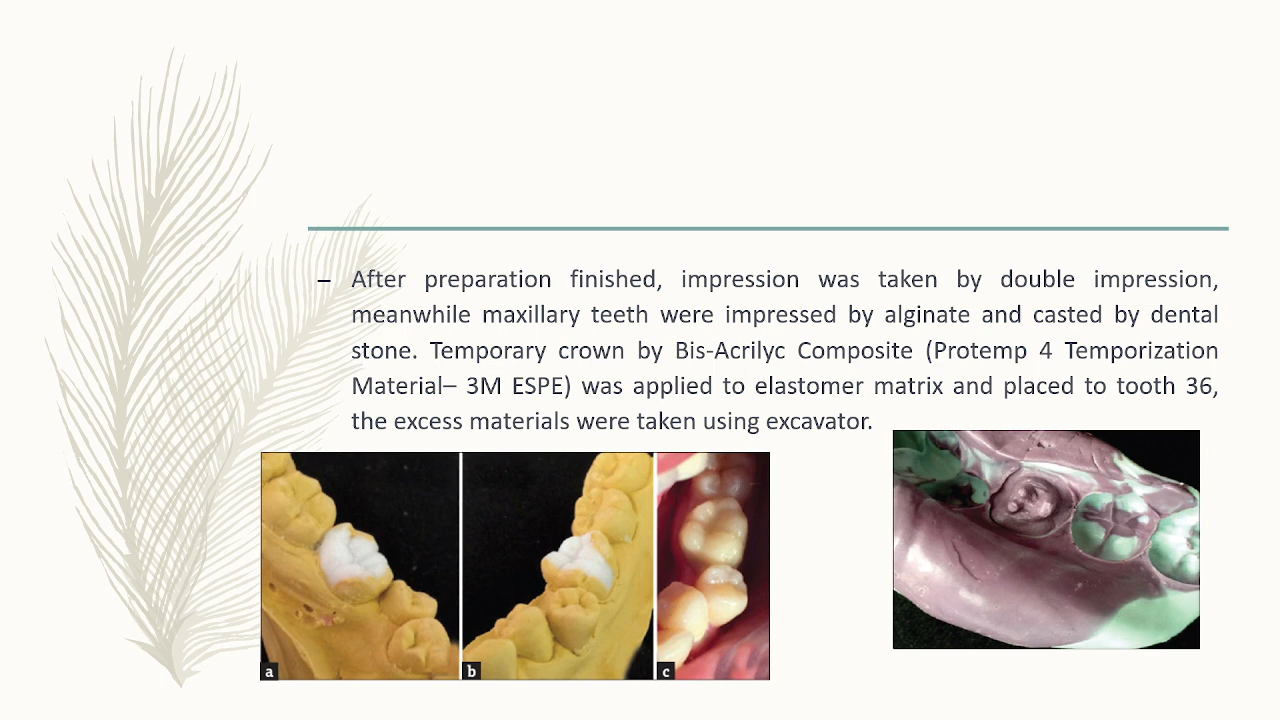 – After preparation finished, impression was taken by double impression,
meanwhile maxillary teeth were impressed by alginate and casted by dental
stone. Temporary crown by Bis-Acrilyc Composite (Protemp 4 Temporization
Material– 3M ESPE) was applied to elastomer matrix and placed to tooth 36,
the excess materials were taken using excavator.
a b c